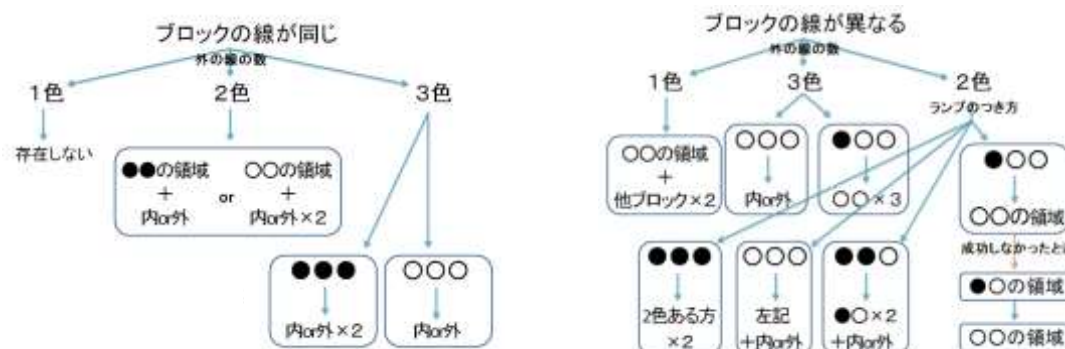 ブロックの線が同じ
外の線の数
1色
2色
3色
存在しない
●●の領域
+
内or外
or
○○の領域
+
内or外×2
●●●
内or外×2
○○○
内or外
ブロックの線が異なる
外の線の数
1色
3色
2色
ランプのつき方
○○の領域
+
他ブロック×2
○○○
内or外
●○○
○○×3
●○○
○○の領域
成功しなかったとき
●○の領域
○○の領域
●●●
2色ある方
×2
○○○
左記
+内or外
●●○
●○×2
+内or外